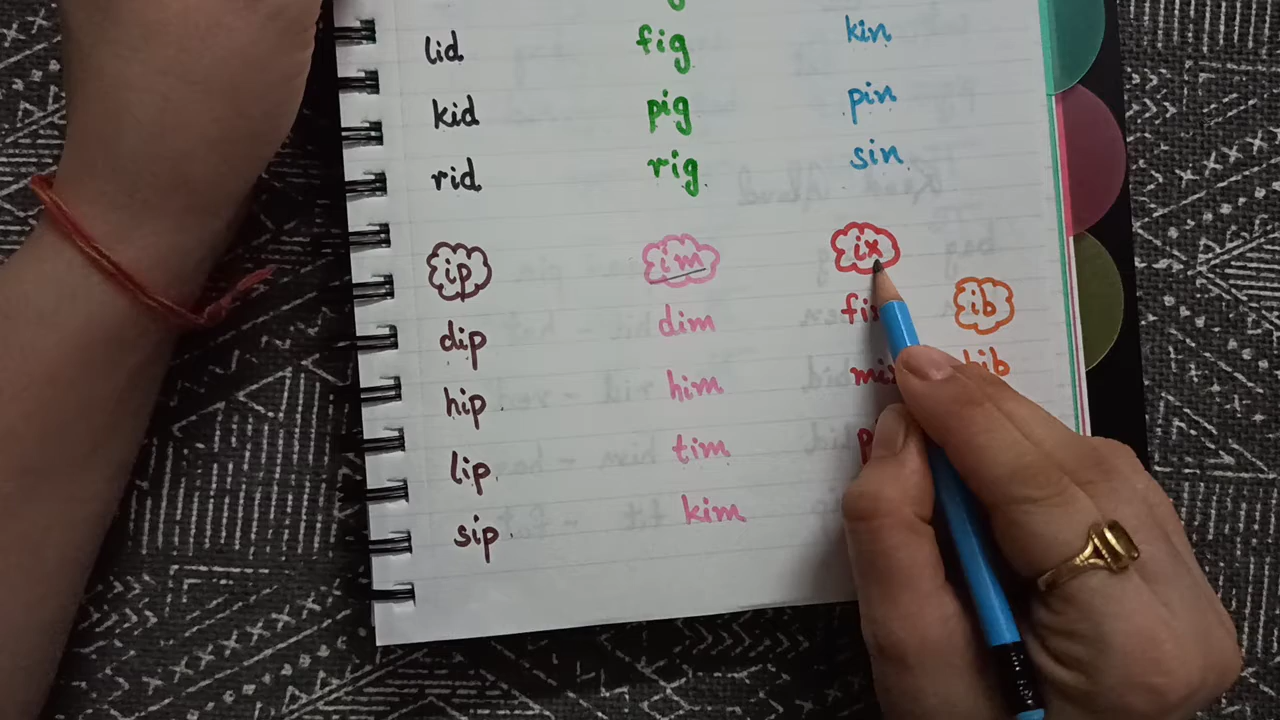 lid fig kin
kid pig pin
rid rig sin
ip im ix ib
dip dim
hip him
lip tim
sip kim